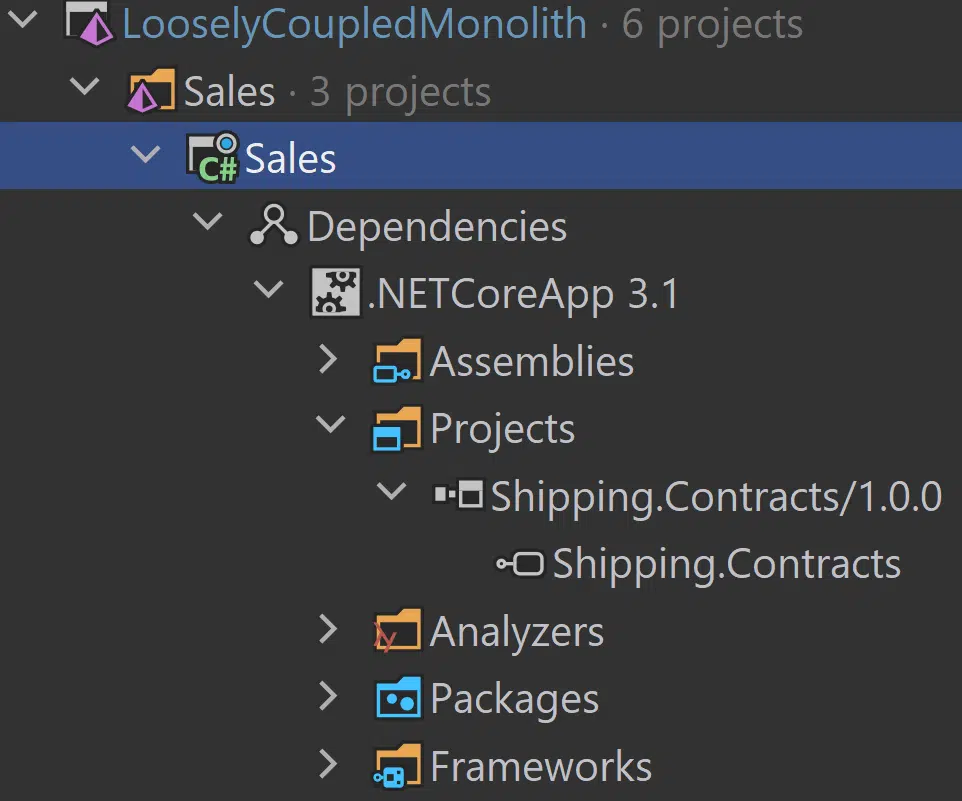 LooselyCoupledMonolith · 6 projects
Sales · 3 projects
C# Sales
Dependencies
.NETCoreApp 3.1
Assemblies
Projects
Shipping.Contracts/1.0.0
Shipping.Contracts
Analyzers
Packages
Frameworks